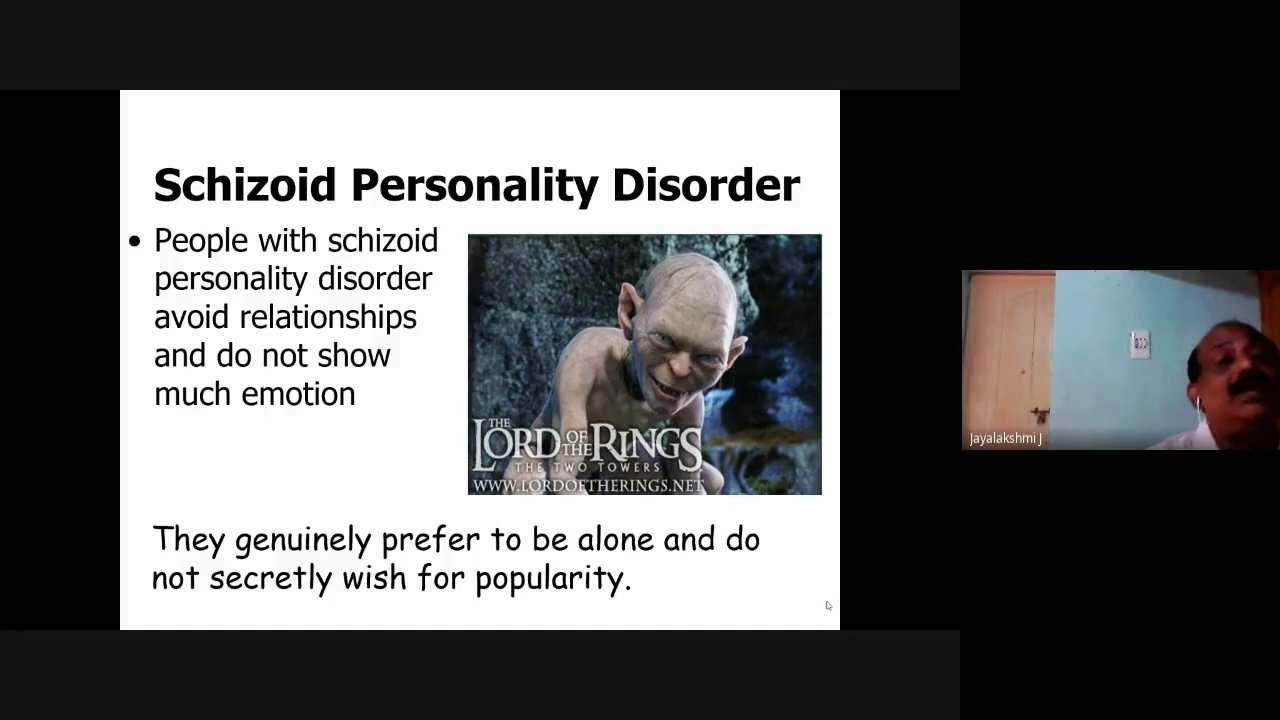 Schizoid Personality Disorder
• People with schizoid
personality disorder
avoid relationships
and do not show
much emotion
THE
LORD OF THE RINGS
THE TWO TOWERS
WWW.LORDOFTHERINGS.NET
They genuinely prefer to be alone and do
not secretly wish for popularity.
Jayalakshmi J